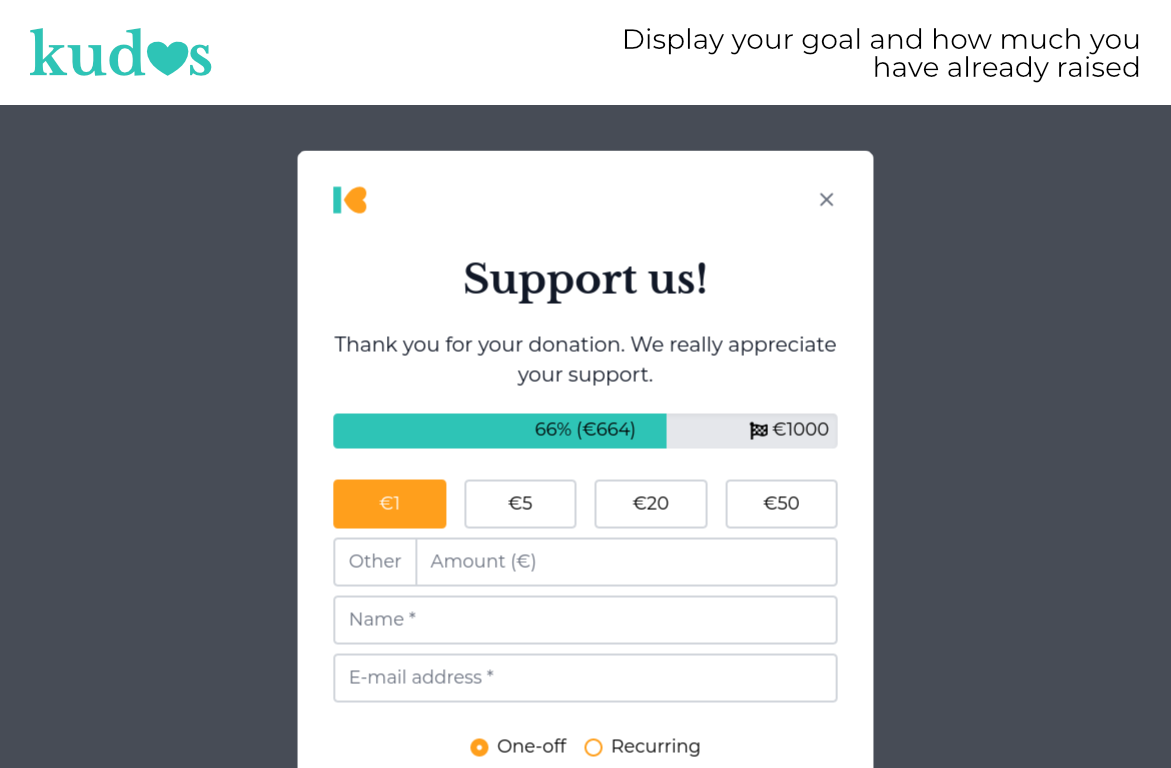 kudos
Display your goal and how much you
have already raised
Support us!
Thank you for your donation. We really appreciate
your support.
66% (€664) €1000
€1 €5 €20 €50
Other Amount (€)
Name *
E-mail address *
One-off Recurring